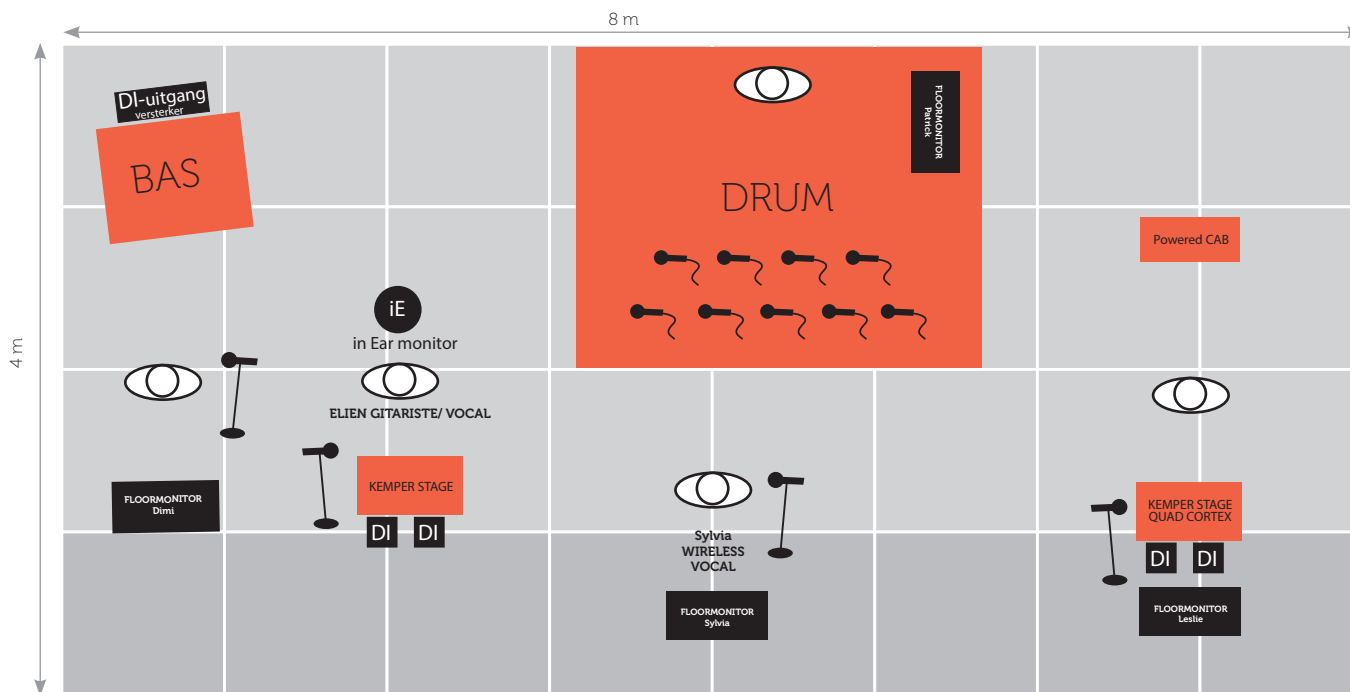 8 m
4 m
DI-uitgang
versterker
BAS
DRUM
FLOORMONITOR
Patrick
Powered CAB
iE
in Ear monitor
ELIEN GITARISTE/ VOCAL
KEMPER STAGE
DI DI
FLOORMONITOR
Dimi
Sylvia
WIRELESS
VOCAL
FLOORMONITOR
Sylvia
KEMPER STAGE
QUAD CORTEX
DI DI
FLOORMONITOR
Leslie